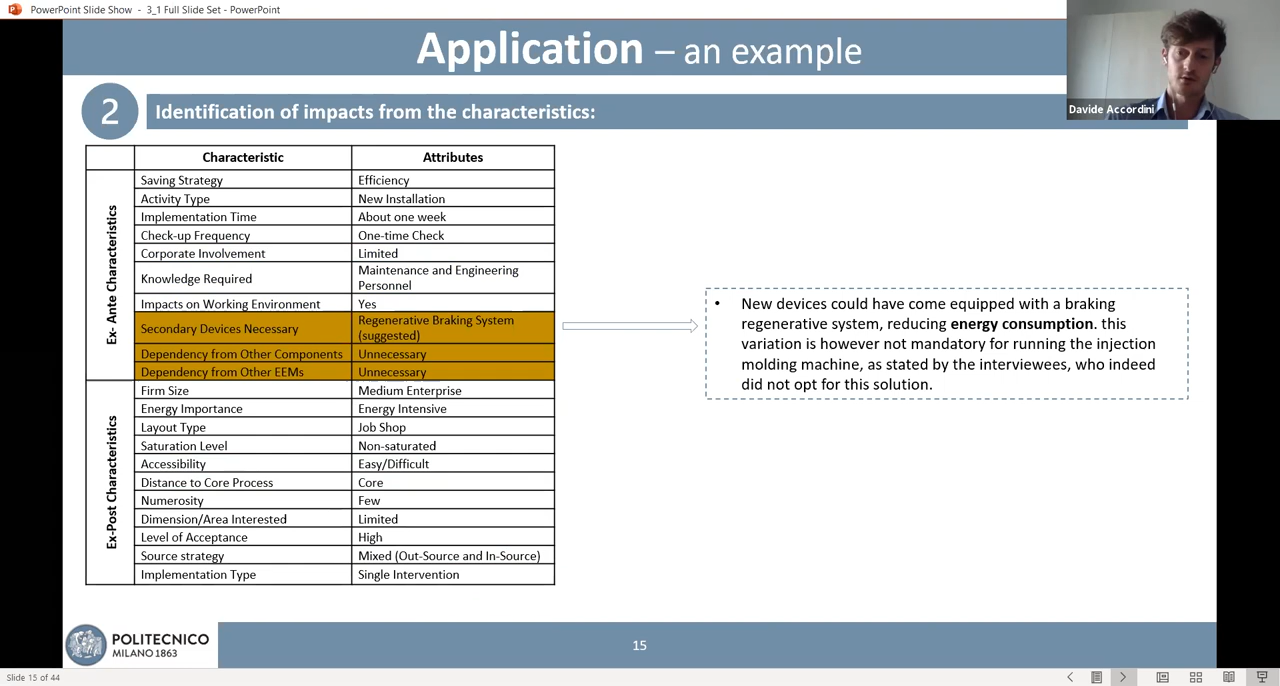 PowerPoint Slide Show - 3_1 Full Slide Set - PowerPoint
Application – an example
Davide Accordini
2
Identification of impacts from the characteristics:
Characteristic Attributes
Ex- Ante Characteristics
Saving Strategy Efficiency
Activity Type New Installation
Implementation Time About one week
Check-up Frequency One-time Check
Corporate Involvement Limited
Knowledge Required Maintenance and Engineering
Personnel
Impacts on Working Environment Yes
Secondary Devices Necessary Regenerative Braking System
(suggested)
Dependency from Other Components Unnecessary
Dependency from Other EEMs Unnecessary
Ex-Post Characteristics
Firm Size Medium Enterprise
Energy Importance Energy Intensive
Layout Type Job Shop
Saturation Level Non-saturated
Accessibility Easy/Difficult
Distance to Core Process Core
Numerosity Few
Dimension/Area Interested Limited
Level of Acceptance High
Source strategy Mixed (Out-Source and In-Source)
Implementation Type Single Intervention
• New devices could have come equipped with a braking
regenerative system, reducing energy consumption. this
variation is however not mandatory for running the injection
molding machine, as stated by the interviewees, who indeed
did not opt for this solution.
POLITECNICO
MILANO 1863
15
Slide 15 of 44